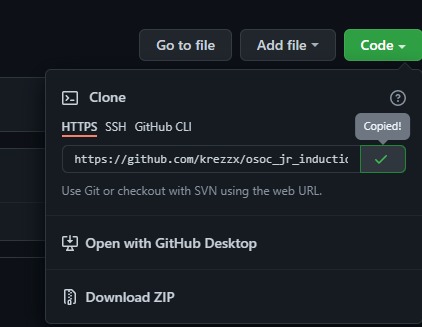 Go to file Add file Code
Clone
Copied!
HTTPS SSH GitHub CLI
https://github.com/krezzx/osoc_jr_inductio
Use Git or checkout with SVN using the web URL.
Open with GitHub Desktop
Download ZIP